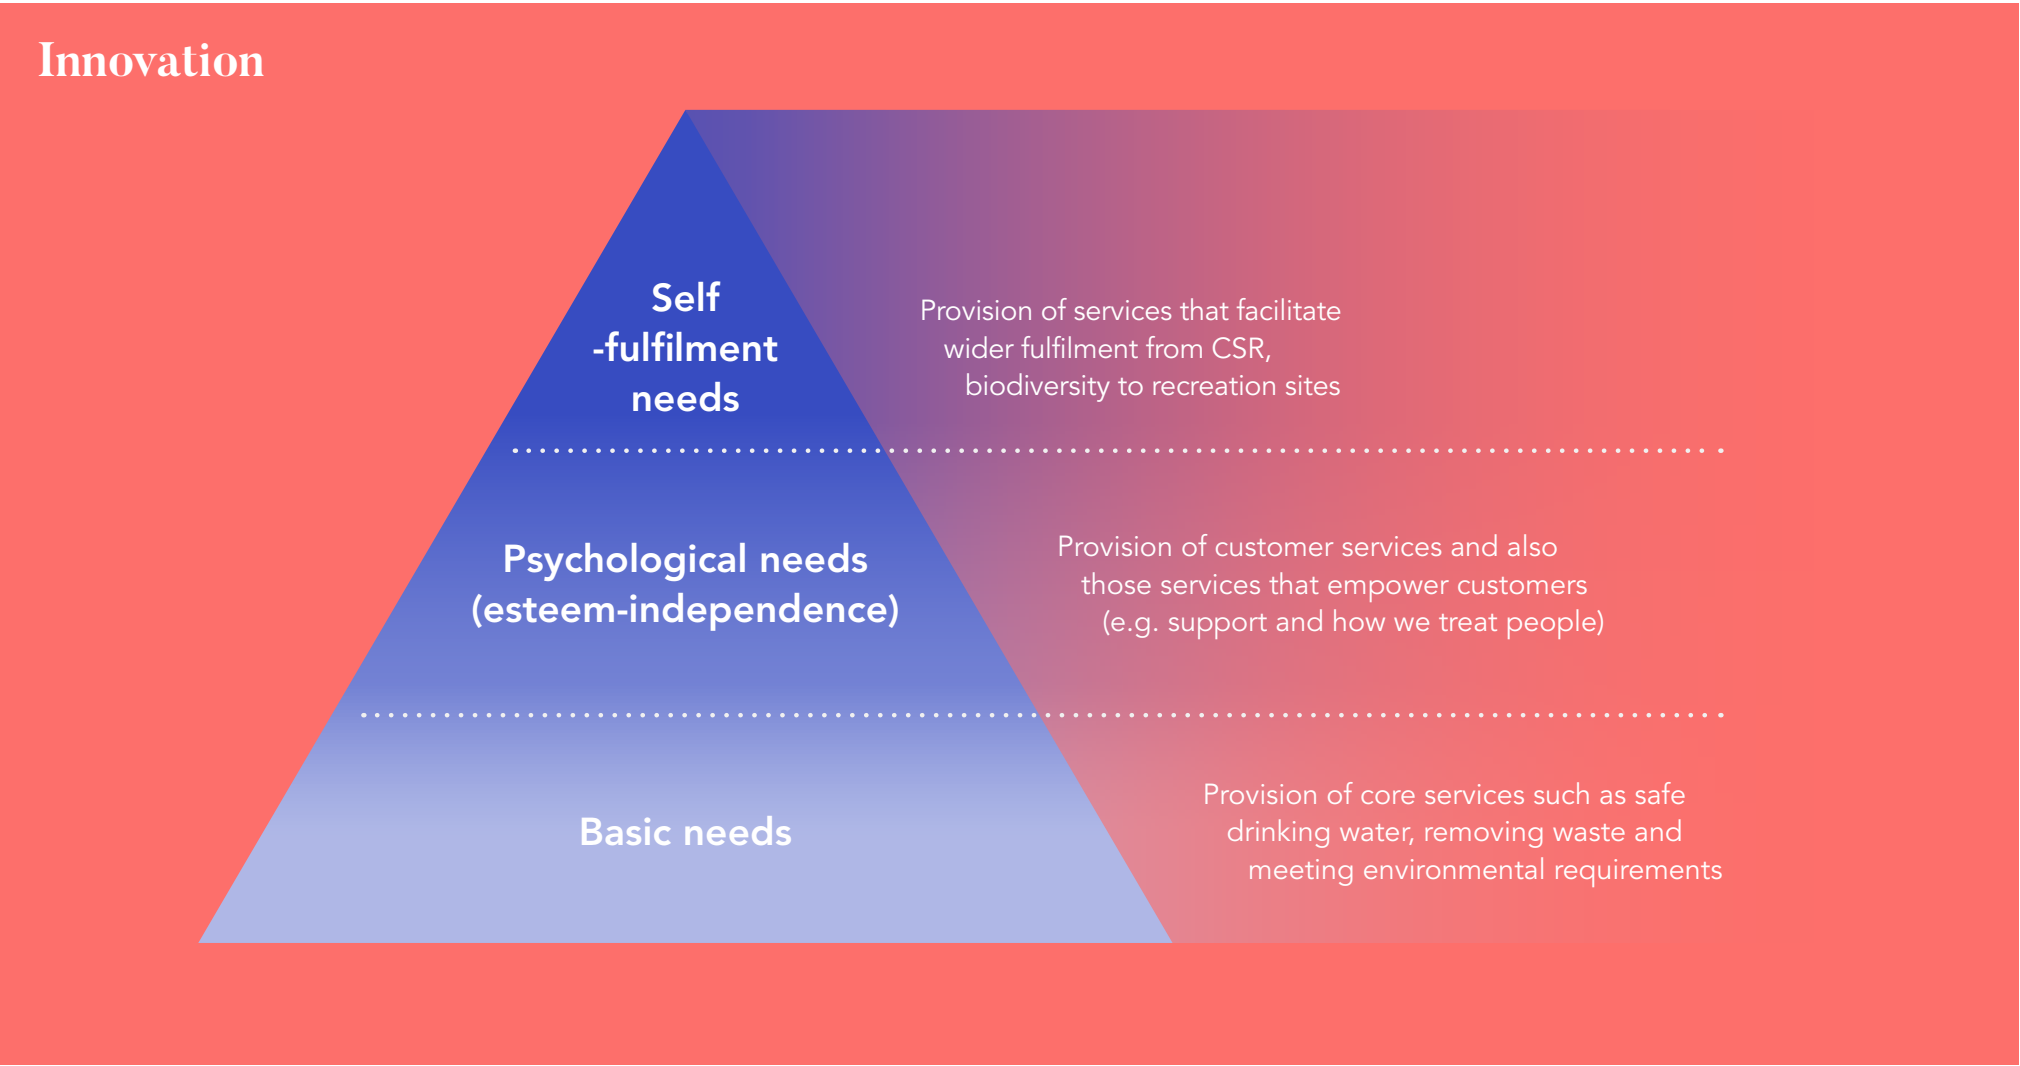 Innovation
Self
-fulfilment
needs
Provision of services that facilitate
wider fulfilment from CSR,
biodiversity to recreation sites
Psychological needs
(esteem-independence)
Provision of customer services and also
those services that empower customers
(e.g. support and how we treat people)
Basic needs
Provision of core services such as safe
drinking water, removing waste and
meeting environmental requirements